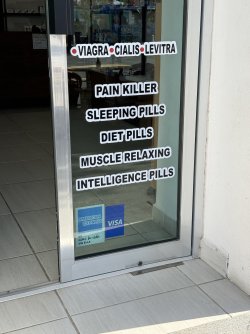 •VIAGRA•CIALIS•LEVITRA
PAIN KILLER
SLEEPING PILLS
DIET PILLS
MUSCLE RELAXING
INTELLIGENCE PILLS
AMERICAN EXPRESS
VISA